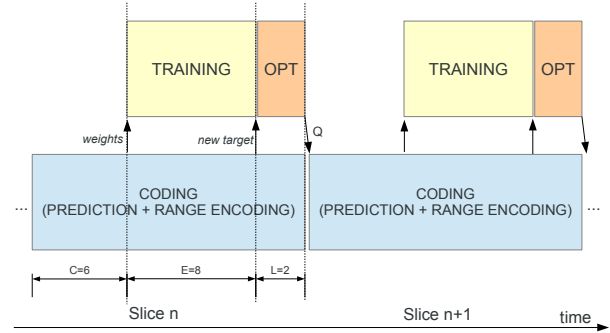 TRAINING OPT TRAINING OPT
weights new target Q
CODING
(PREDICTION + RANGE ENCODING)
CODING
(PREDICTION + RANGE ENCODING)
... ...
C=6 E=8 L=2
Slice n Slice n+1 time